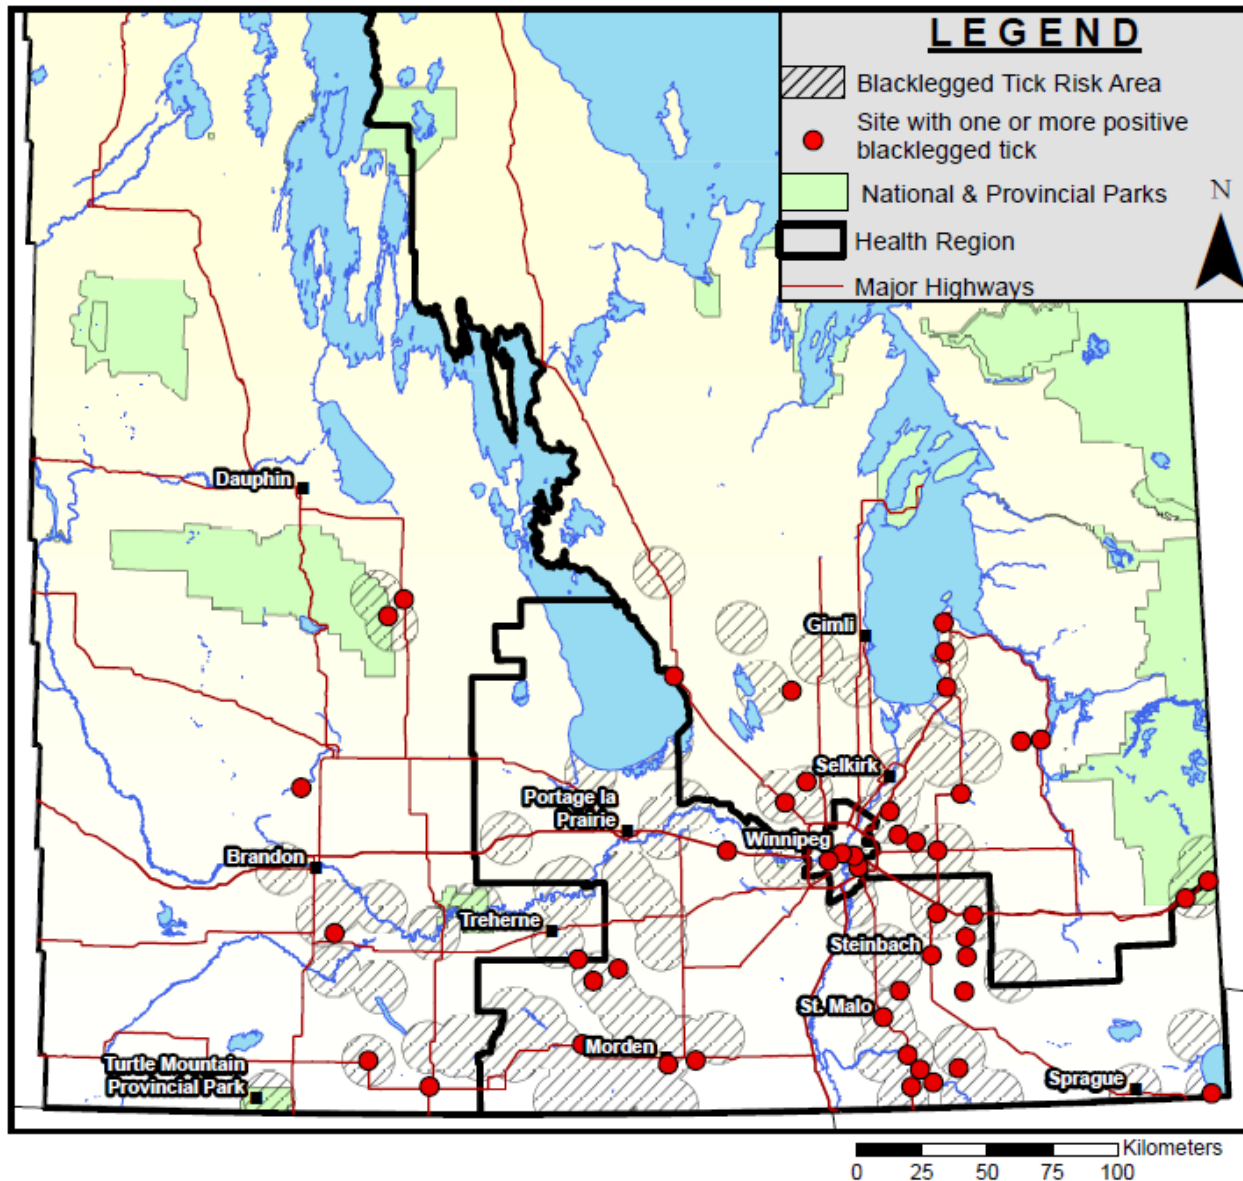 LEGEND
Blacklegged Tick Risk Area
Site with one or more positive
blacklegged tick
National & Provincial Parks
N
Health Region
Major Highways
Dauphin
Gimli
Selkirk
Portage la
Prairie
Winnipeg
Brandon
Treherne
Steinbach
St. Malo
Morden
Turtle Mountain
Provincial Park
Sprague
Kilometers
0 25 50 75 100